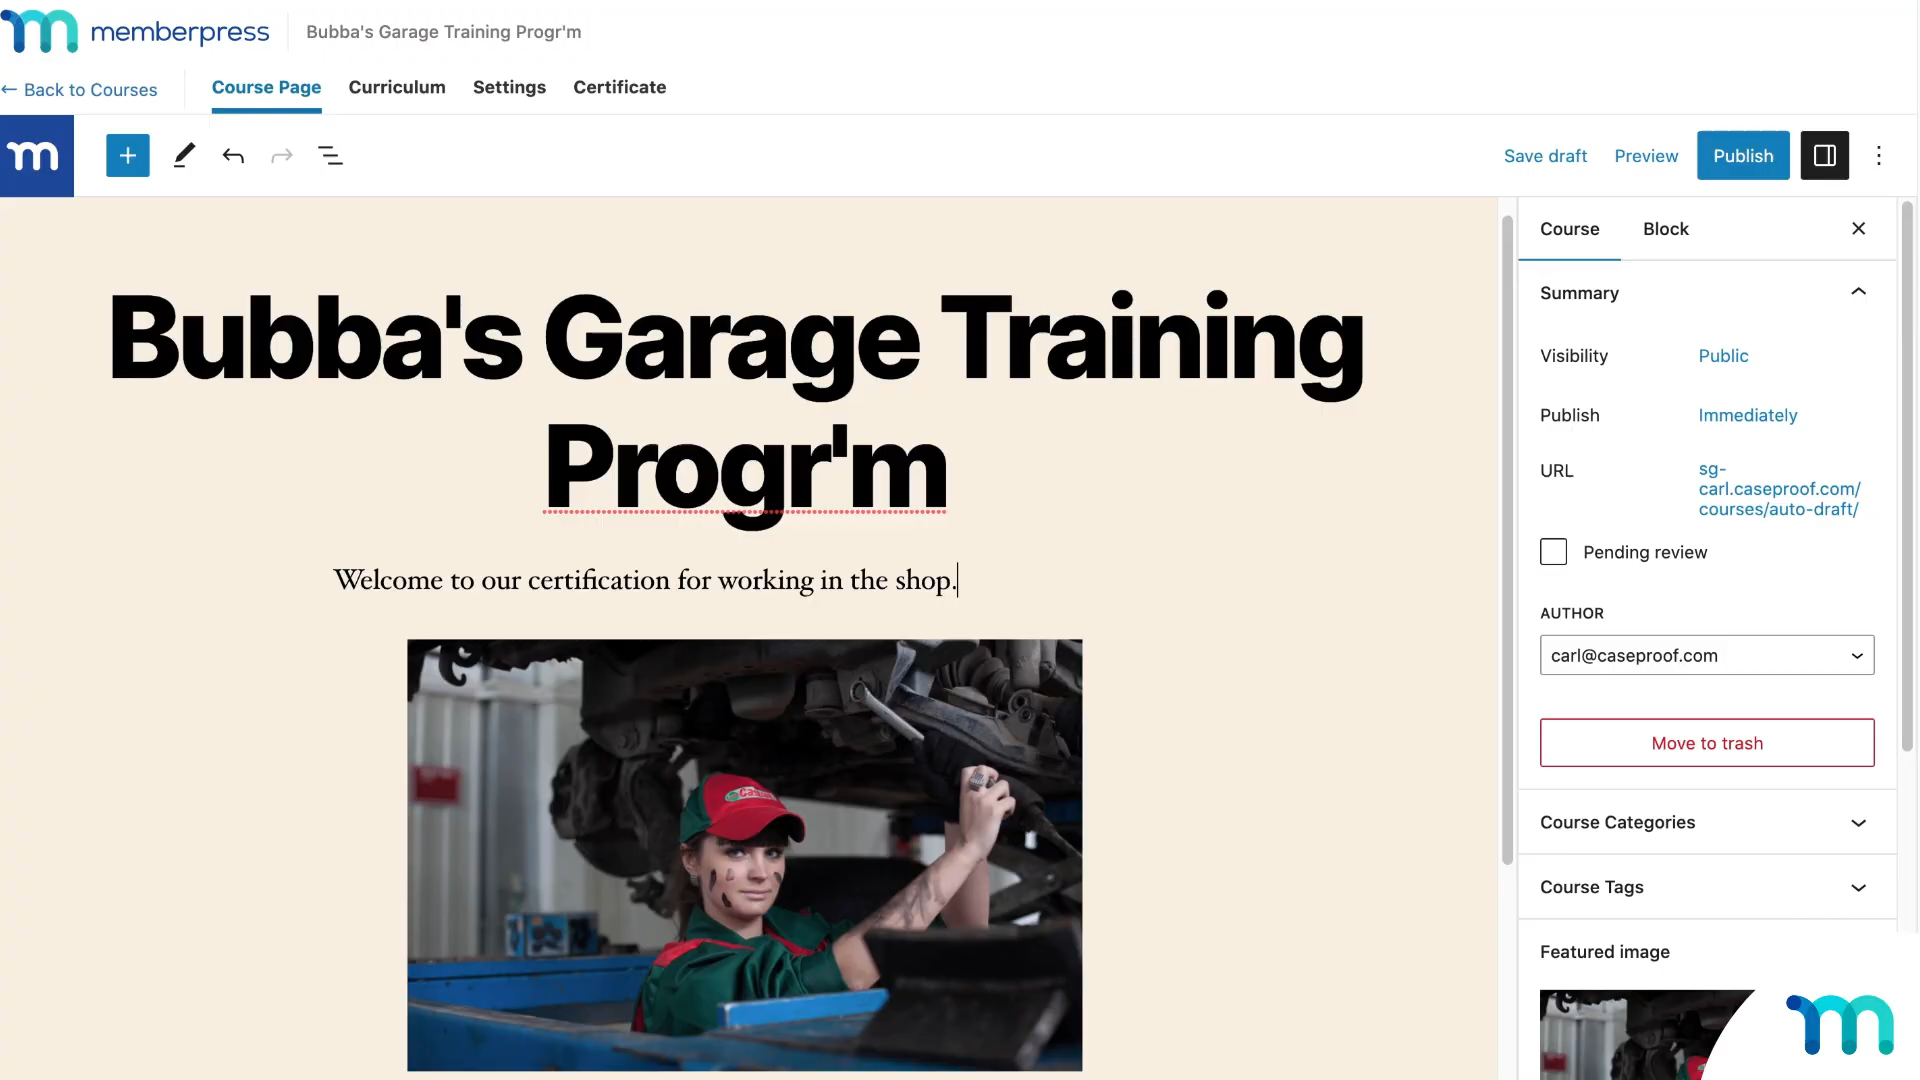 memberpress
Bubba's Garage Training Progr'm
← Back to Courses
Course Page
Curriculum
Settings
Certificate
Save draft
Preview
Publish
Course
Block
Summary
Visibility
Public
Publish
Immediately
URL
sg-
carl.caseproof.com/
courses/auto-draft/
Pending review
AUTHOR
carl@caseproof.com
Move to trash
Course Categories
Course Tags
Featured image
Bubba's Garage Training
Progr'm
Welcome to our certification for working in the shop.